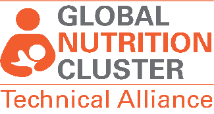 GLOBAL
NUTRITION
CLUSTER
Technical Alliance